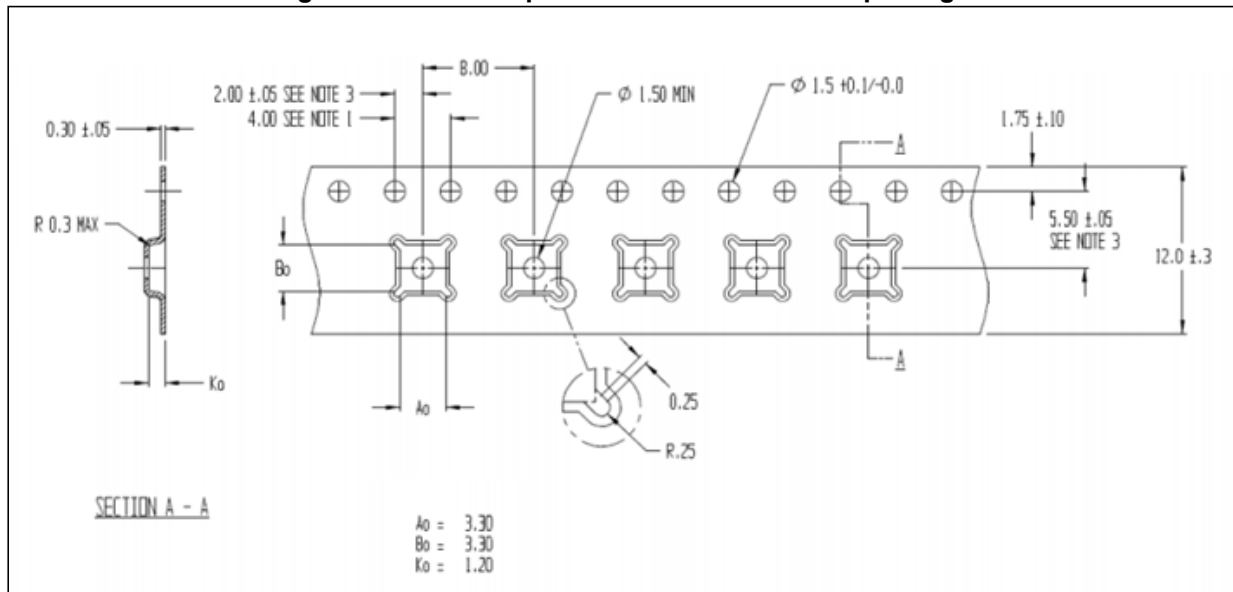 8.00
2.00 ±.05 SEE NOTE 3
4.00 SEE NOTE 1
Ø 1.50 MIN
Ø 1.5 +0.1/-0.0
0.30 ±.05
1.75 ±.10
A
R 0.3 MAX
5.50 ±.05
SEE NOTE 3
12.0 ±.3
Bo
A
Ko
Ao
0.25
R.25
SECTION A - A
Ao = 3.30
Bo = 3.30
Ko = 1.20